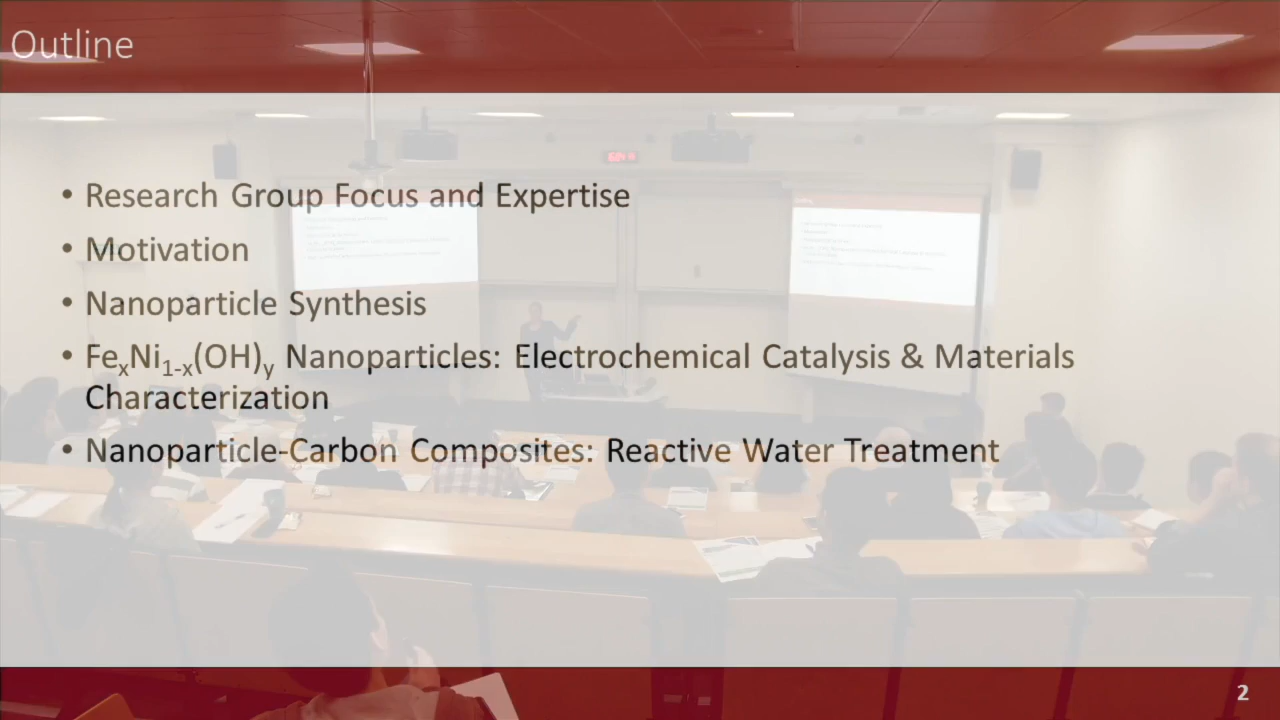 Outline
• Research Group Focus and Expertise
• Motivation
• Nanoparticle Synthesis
• FeₓNi₁₋ₓ(OH)ᵧ Nanoparticles: Electrochemical Catalysis & Materials
Characterization
• Nanoparticle-Carbon Composites: Reactive Water Treatment
2